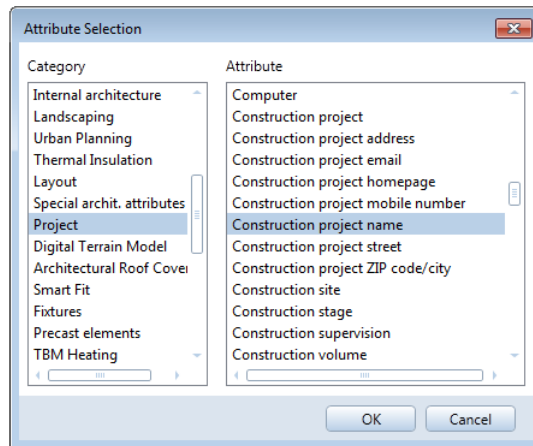 Attribute Selection
Category
Attribute
Internal architecture
Landscaping
Urban Planning
Thermal Insulation
Layout
Special archit. attributes
Project
Digital Terrain Model
Architectural Roof Cover
Smart Fit
Fixtures
Precast elements
TBM Heating
Computer
Construction project
Construction project address
Construction project email
Construction project homepage
Construction project mobile number
Construction project name
Construction project street
Construction project ZIP code/city
Construction site
Construction stage
Construction supervision
Construction volume
OK
Cancel